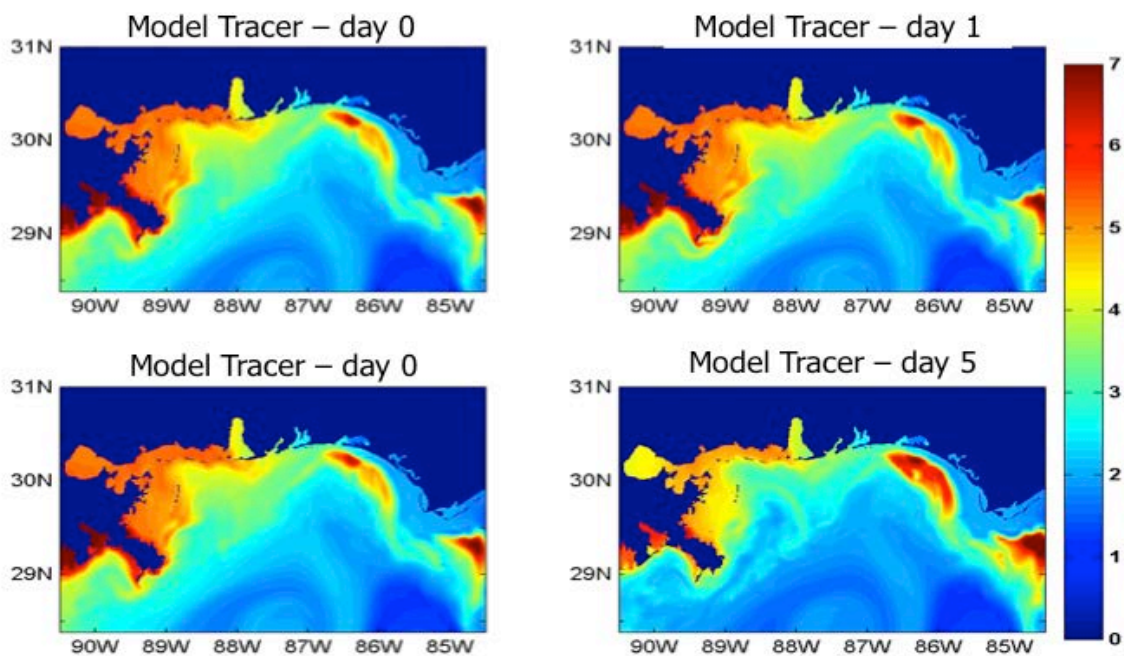 Model Tracer – day 0
31N
30N
29N
90W 89W 88W 87W 86W 85W
Model Tracer – day 1
31N
30N
29N
90W 89W 88W 87W 86W 85W
7
6
5
4
3
2
1
0
Model Tracer – day 0
31N
30N
29N
90W 89W 88W 87W 86W 85W
Model Tracer – day 5
31N
30N
29N
90W 89W 88W 87W 86W 85W